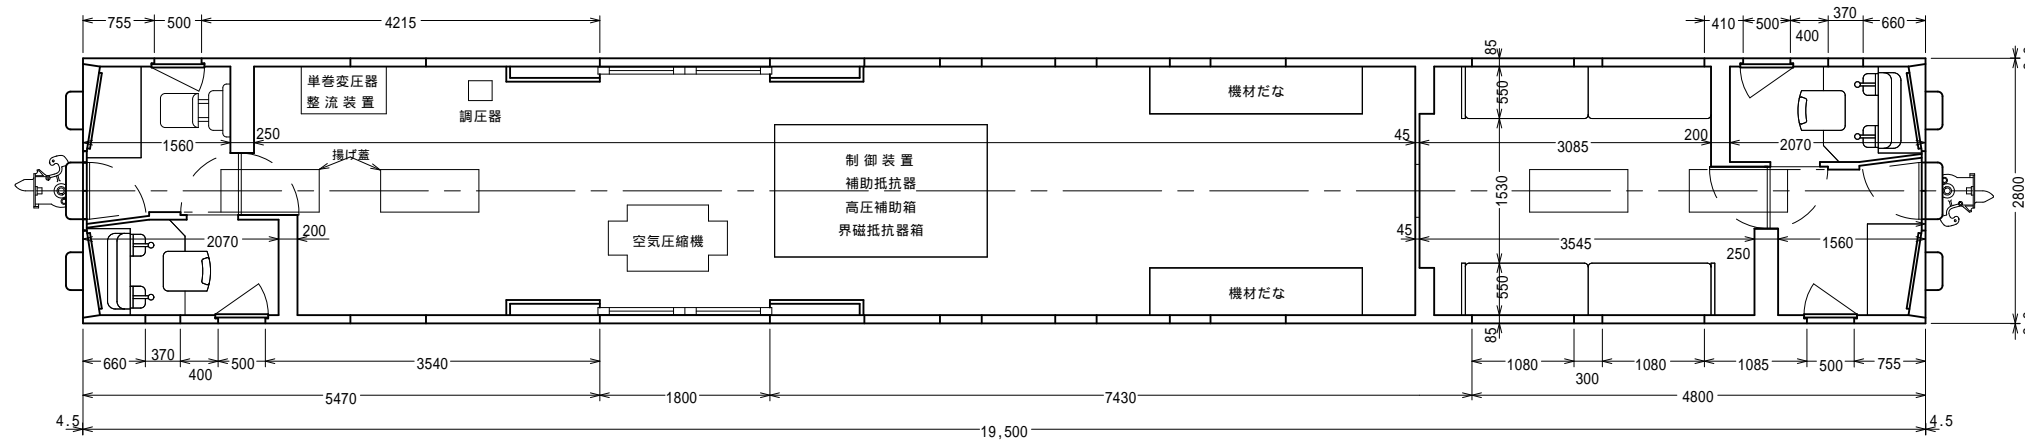 755 500 4215 410 500 400 370 660
85
単巻変圧器
整流装置
調圧器
機材だな
550
2800
1560 250 45 3085 200 2070
揚げ蓋
制御装置
補助抵抗器
高圧補助箱
界磁抵抗器箱
1530
空気圧縮機
2070 200 45 3545 250 1560
機材だな
550
85
660 370 400 500 3540 1080 300 1080 1085 500 755
5470 1800 7430 4800
4.5 19,500 4.5